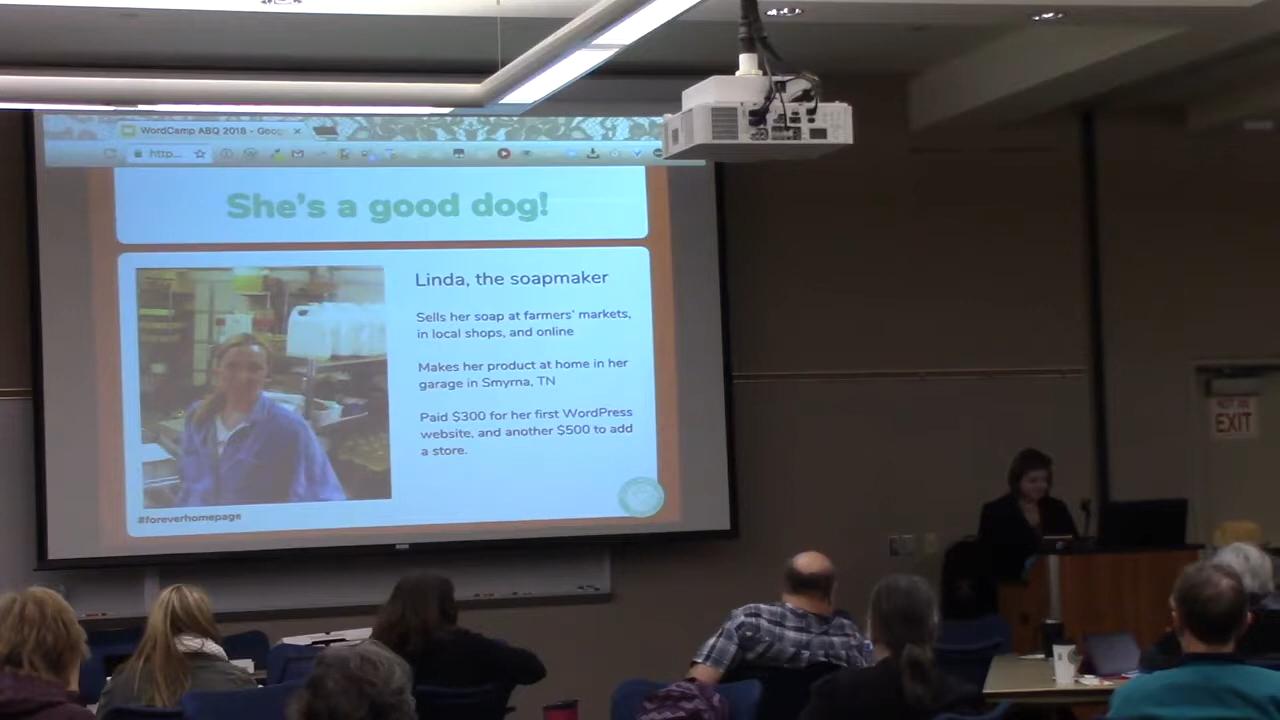 WordCamp ABQ 2018 - Goog
http...
She's a good dog!
Linda, the soapmaker
Sells her soap at farmers' markets,
in local shops, and online
Makes her product at home in her
garage in Smyrna, TN
Paid $300 for her first WordPress
website, and another $500 to add
a store.
#foreverhomepage
EXIT